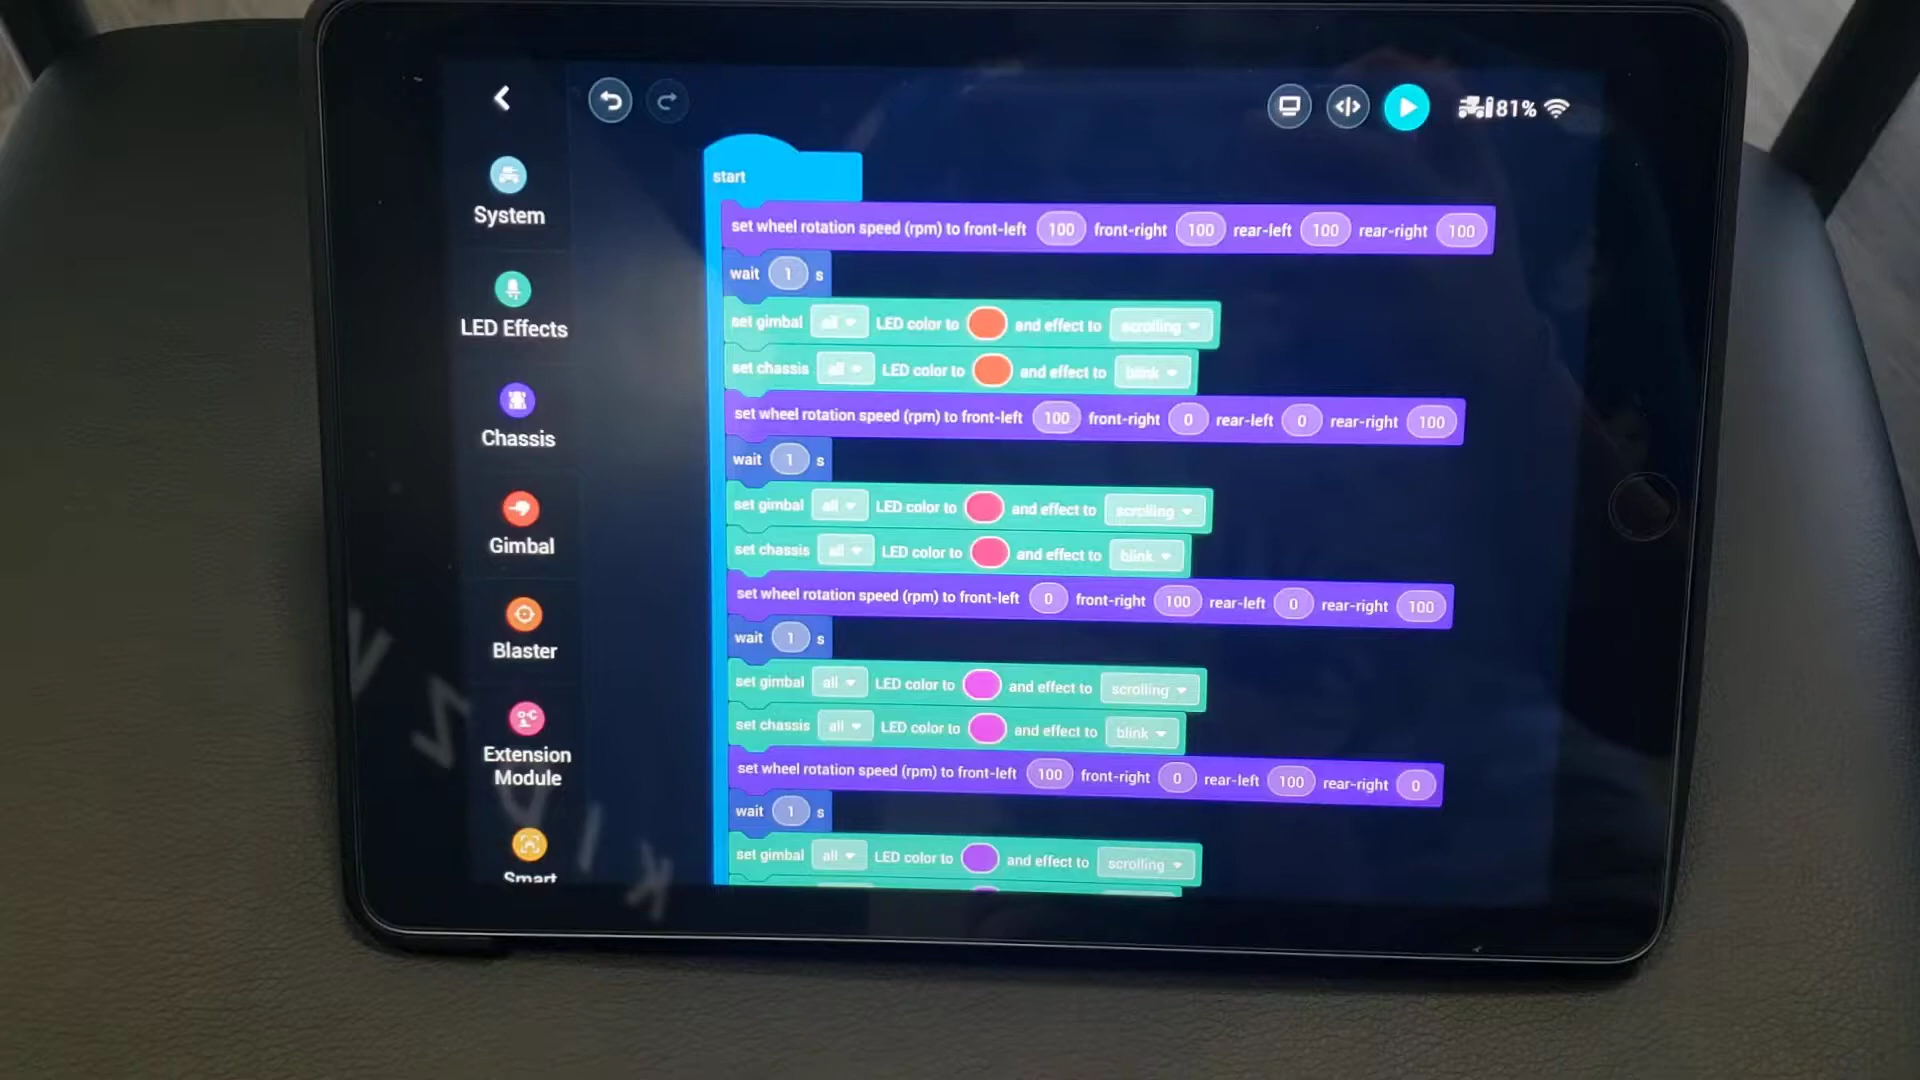 81%
System
LED Effects
Chassis
Gimbal
Blaster
Extension
Module
Smart
start
set wheel rotation speed (rpm) to front-left 100 front-right 100 rear-left 100 rear-right 100
wait 1 s
set gimbal all LED color to and effect to scrolling
set chassis all LED color to and effect to blink
set wheel rotation speed (rpm) to front-left 100 front-right 0 rear-left 0 rear-right 100
wait 1 s
set gimbal all LED color to and effect to scrolling
set chassis all LED color to and effect to blink
set wheel rotation speed (rpm) to front-left 0 front-right 100 rear-left 0 rear-right 100
wait 1 s
set gimbal all LED color to and effect to scrolling
set chassis all LED color to and effect to blink
set wheel rotation speed (rpm) to front-left 100 front-right 0 rear-left 100 rear-right 0
wait 1 s
set gimbal all LED color to and effect to scrolling